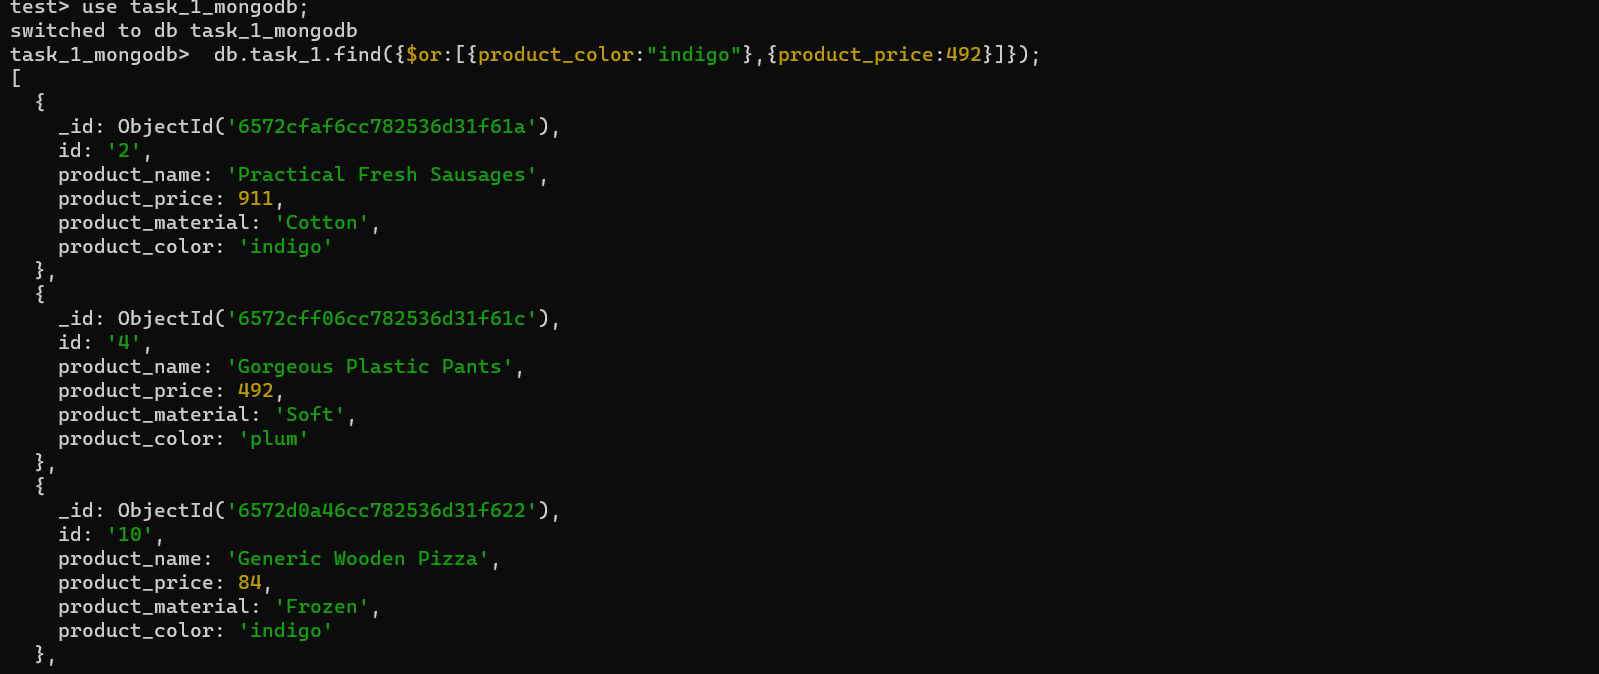 test> use task_1_mongodb;
switched to db task_1_mongodb
task_1_mongodb>  db.task_1.find({$or:[{product_color:"indigo"},{product_price:492}]});
[
  {
    _id: ObjectId('6572cfaf6cc782536d31f61a'),
    id: '2',
    product_name: 'Practical Fresh Sausages',
    product_price: 911,
    product_material: 'Cotton',
    product_color: 'indigo'
  },
  {
    _id: ObjectId('6572cff06cc782536d31f61c'),
    id: '4',
    product_name: 'Gorgeous Plastic Pants',
    product_price: 492,
    product_material: 'Soft',
    product_color: 'plum'
  },
  {
    _id: ObjectId('6572d0a46cc782536d31f622'),
    id: '10',
    product_name: 'Generic Wooden Pizza',
    product_price: 84,
    product_material: 'Frozen',
    product_color: 'indigo'
  },